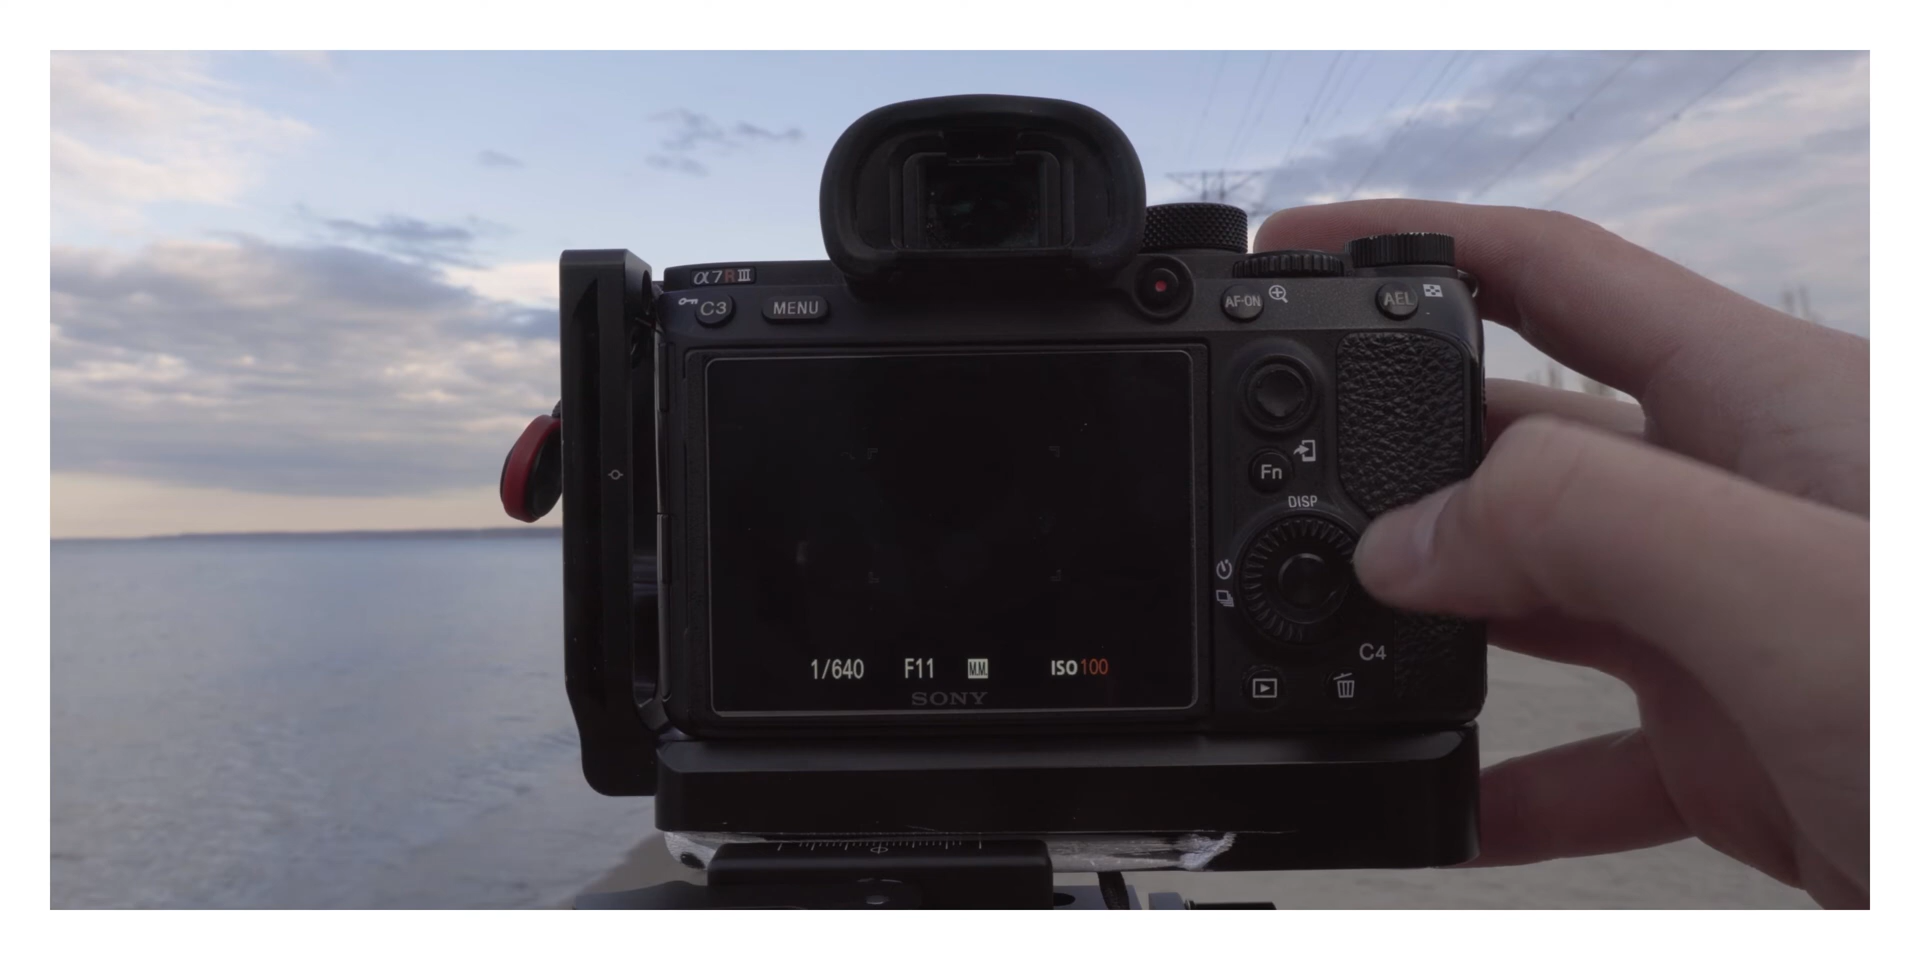 α7RIII
C3 MENU AF-ON AEL
Fn
DISP
1/640 F11 M.M. ISO100
SONY
C4